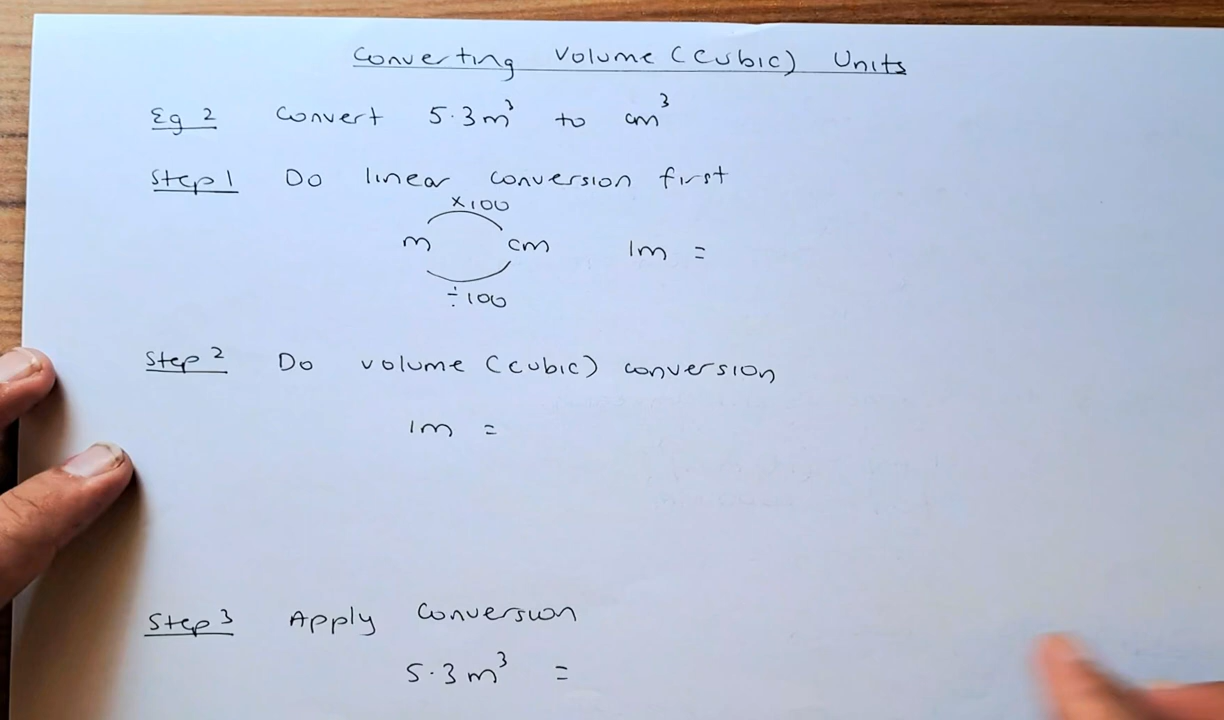 Converting Volume (Cubic) Units
Eg 2 Convert 5.3m³ to cm³
Step 1 Do linear conversion first
×100
m cm 1m =
÷100
Step 2 Do volume (cubic) conversion
1m =
Step 3 Apply Conversion
5.3m³ =